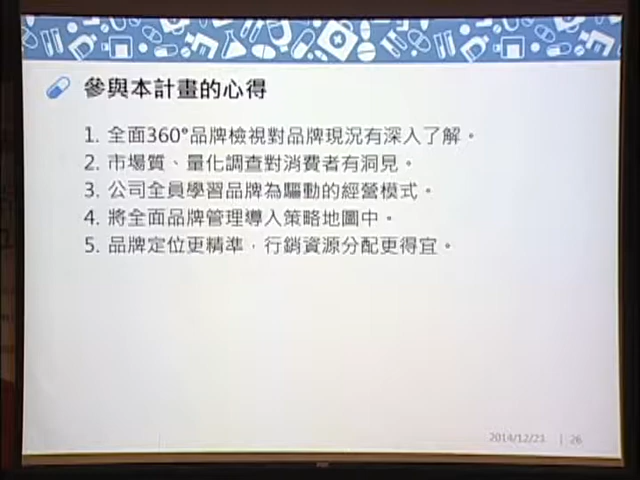 參與本計畫的心得
1. 全面360°品牌檢視對品牌現況有深入了解。
2. 市場質、量化調查對消費者有洞見。
3. 公司全員學習品牌為驅動的經營模式。
4. 將全面品牌管理導入策略地圖中。
5. 品牌定位更精準，行銷資源分配更得宜。
2014/12/21 | 26